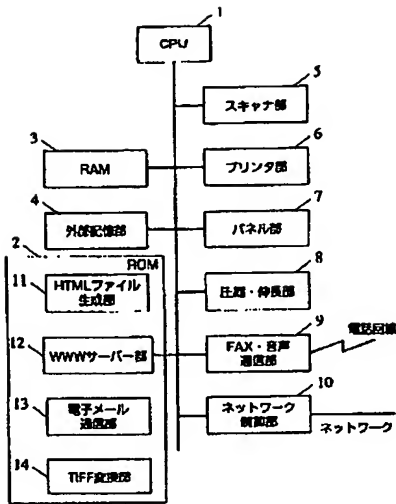 1
CPU
5
スキャナ部
3
RAM
6
プリンタ部
4
外部記憶部
7
パネル部
2
ROM
8
圧縮・伸長部
11
HTMLファイル
生成部
9
FAX・音声
通信部
電話回線
12
WWWサーバー部
10
ネットワーク
制御部
ネットワーク
13
電子メール
通信部
14
TIFF変換部